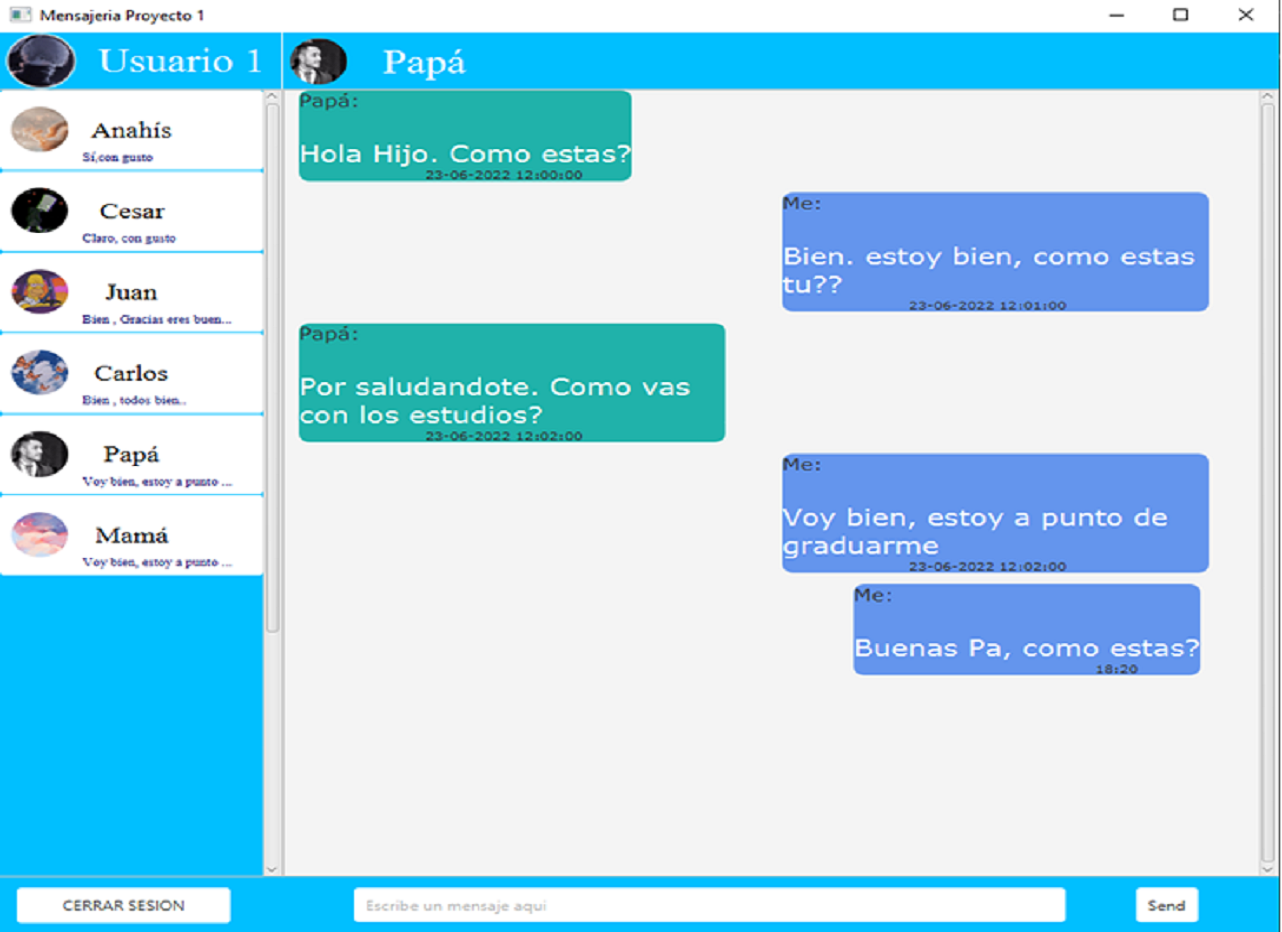 Mensajeria Proyecto 1
Usuario 1
Papá
Anahís
Sí,con gusto
Cesar
Claro, con gusto
Juan
Bien , Gracias eres buen...
Carlos
Bien , todos bien..
Papá
Voy bien, estoy a punto ...
Mamá
Voy bien, estoy a punto ...
Papá:
Hola Hijo. Como estas?
23-06-2022 12:00:00
Me:
Bien. estoy bien, como estas
tu??
23-06-2022 12:01:00
Papá:
Por saludandote. Como vas
con los estudios?
23-06-2022 12:02:00
Me:
Voy bien, estoy a punto de
graduarme
23-06-2022 12:02:00
Me:
Buenas Pa, como estas?
18:20
CERRAR SESION
Escribe un mensaje aqui
Send